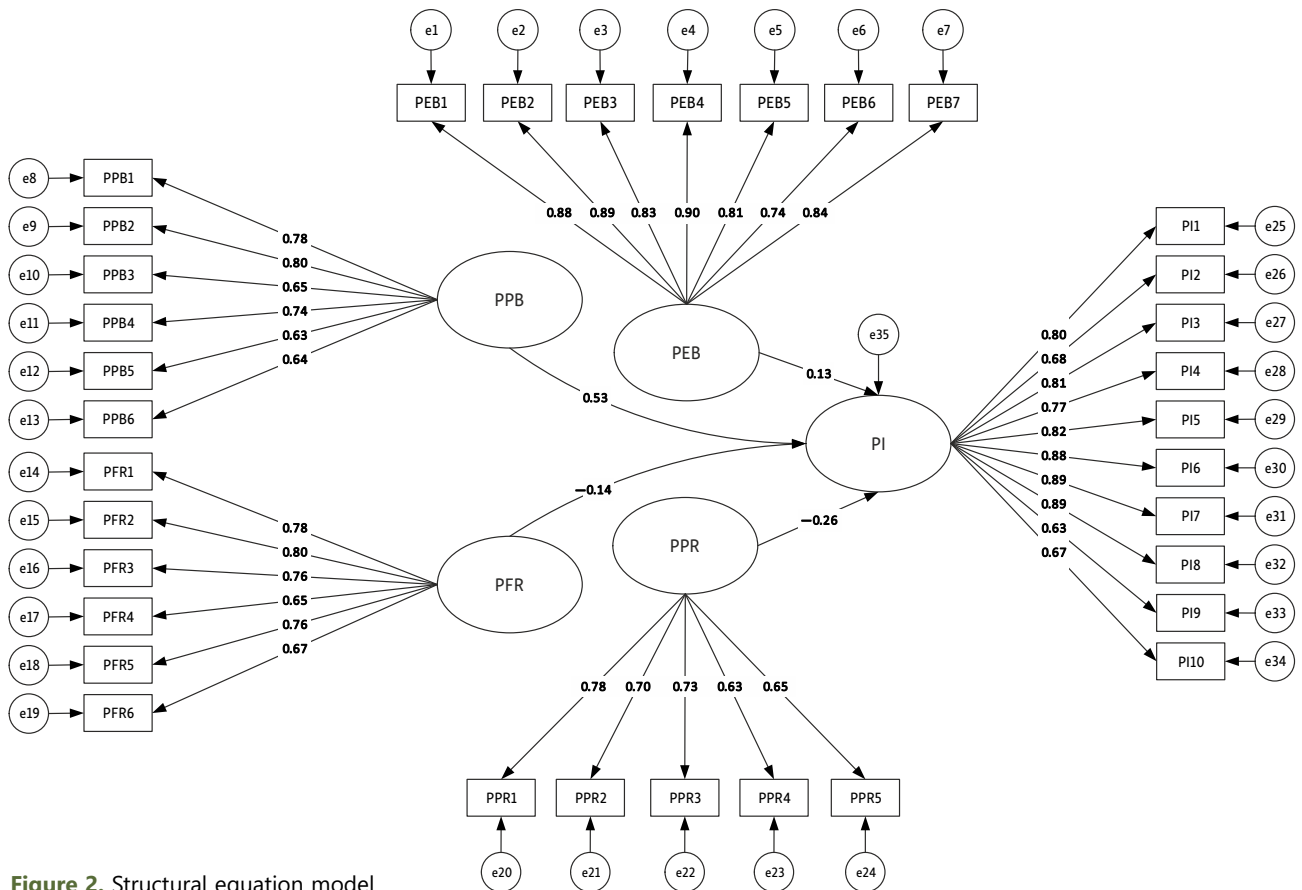 e1 e2 e3 e4 e5 e6 e7
PEB1 PEB2 PEB3 PEB4 PEB5 PEB6 PEB7
0.88 0.89 0.83 0.90 0.81 0.74 0.84
e8 PPB1
e9 PPB2
e10 PPB3
e11 PPB4
e12 PPB5
e13 PPB6
0.78
0.80
0.65
0.74
0.63
0.64
PPB
PEB
e35
0.13
0.53
PI
e14 PFR1
e15 PFR2
e16 PFR3
e17 PFR4
e18 PFR5
e19 PFR6
0.78
0.80
0.76
0.65
0.76
0.67
PFR
−0.14
PPR
−0.26
0.80
0.68
0.81
0.77
0.82
0.88
0.89
0.89
0.63
0.67
PI1 e25
PI2 e26
PI3 e27
PI4 e28
PI5 e29
PI6 e30
PI7 e31
PI8 e32
PI9 e33
PI10 e34
0.78 0.70 0.73 0.63 0.65
PPR1 PPR2 PPR3 PPR4 PPR5
e20 e21 e22 e23 e24
Figure 2. Structural equation model